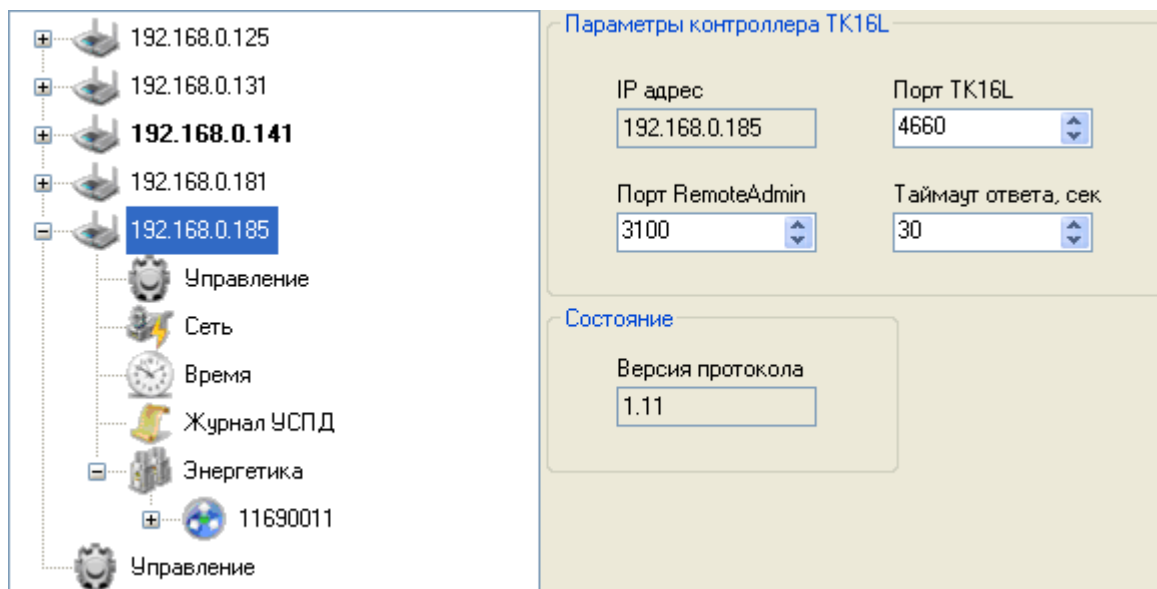 192.168.0.125
192.168.0.131
192.168.0.141
192.168.0.181
192.168.0.185
Управление
Сеть
Время
Журнал УСПД
Энергетика
11690011
Управление
Параметры контроллера TK16L
IP адрес
Порт TK16L
192.168.0.185
4660
Порт RemoteAdmin
Таймаут ответа, сек
3100
30
Состояние
Версия протокола
1.11